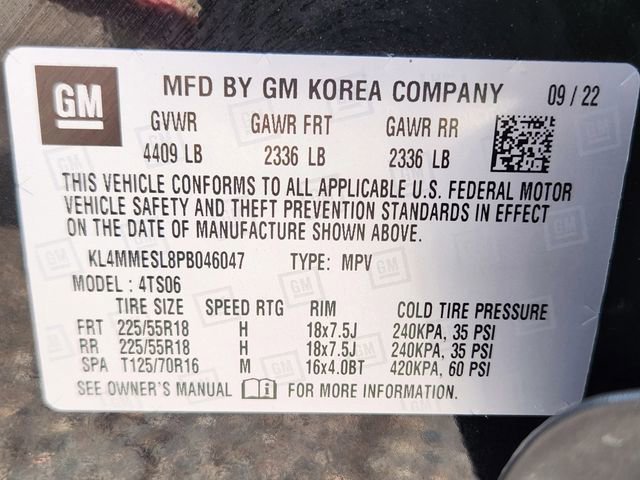 GM
MFD BY GM KOREA COMPANY 09/22
GVWR GAWR FRT GAWR RR
4409 LB 2336 LB 2336 LB
THIS VEHICLE CONFORMS TO ALL APPLICABLE U.S. FEDERAL MOTOR
VEHICLE SAFETY AND THEFT PREVENTION STANDARDS IN EFFECT
ON THE DATE OF MANUFACTURE SHOWN ABOVE.
KL4MMESL8PB046047 TYPE: MPV
MODEL : 4TS06
TIRE SIZE SPEED RTG RIM COLD TIRE PRESSURE
FRT 225/55R18 H 18x7.5J 240KPA, 35 PSI
RR 225/55R18 H 18x7.5J 240KPA, 35 PSI
SPA T125/70R16 M 16x4.0BT 420KPA, 60 PSI
SEE OWNER'S MANUAL FOR MORE INFORMATION.